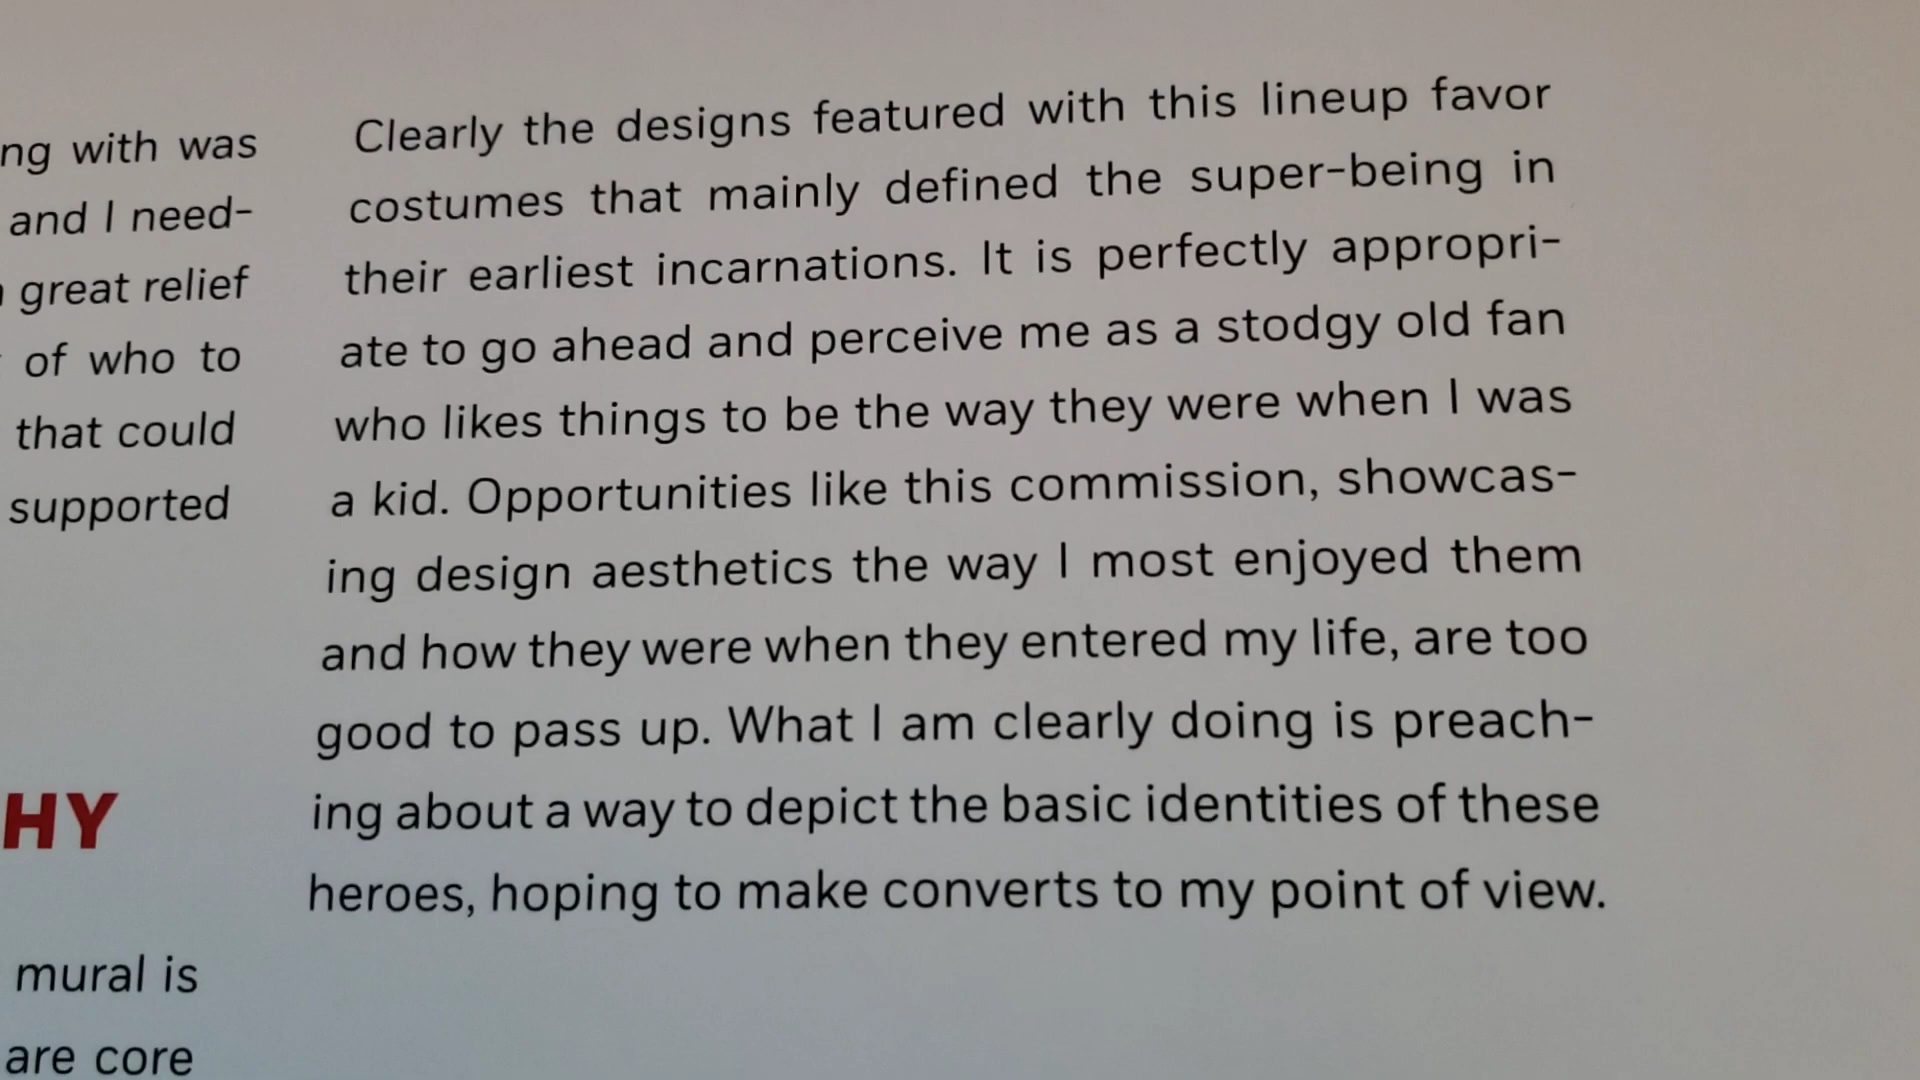 ng with was
and I need-
great relief
of who to
that could
supported
HY
mural is
are core
Clearly the designs featured with this lineup favor
costumes that mainly defined the super-being in
their earliest incarnations. It is perfectly appropri-
ate to go ahead and perceive me as a stodgy old fan
who likes things to be the way they were when I was
a kid. Opportunities like this commission, showcas-
ing design aesthetics the way I most enjoyed them
and how they were when they entered my life, are too
good to pass up. What I am clearly doing is preach-
ing about a way to depict the basic identities of these
heroes, hoping to make converts to my point of view.